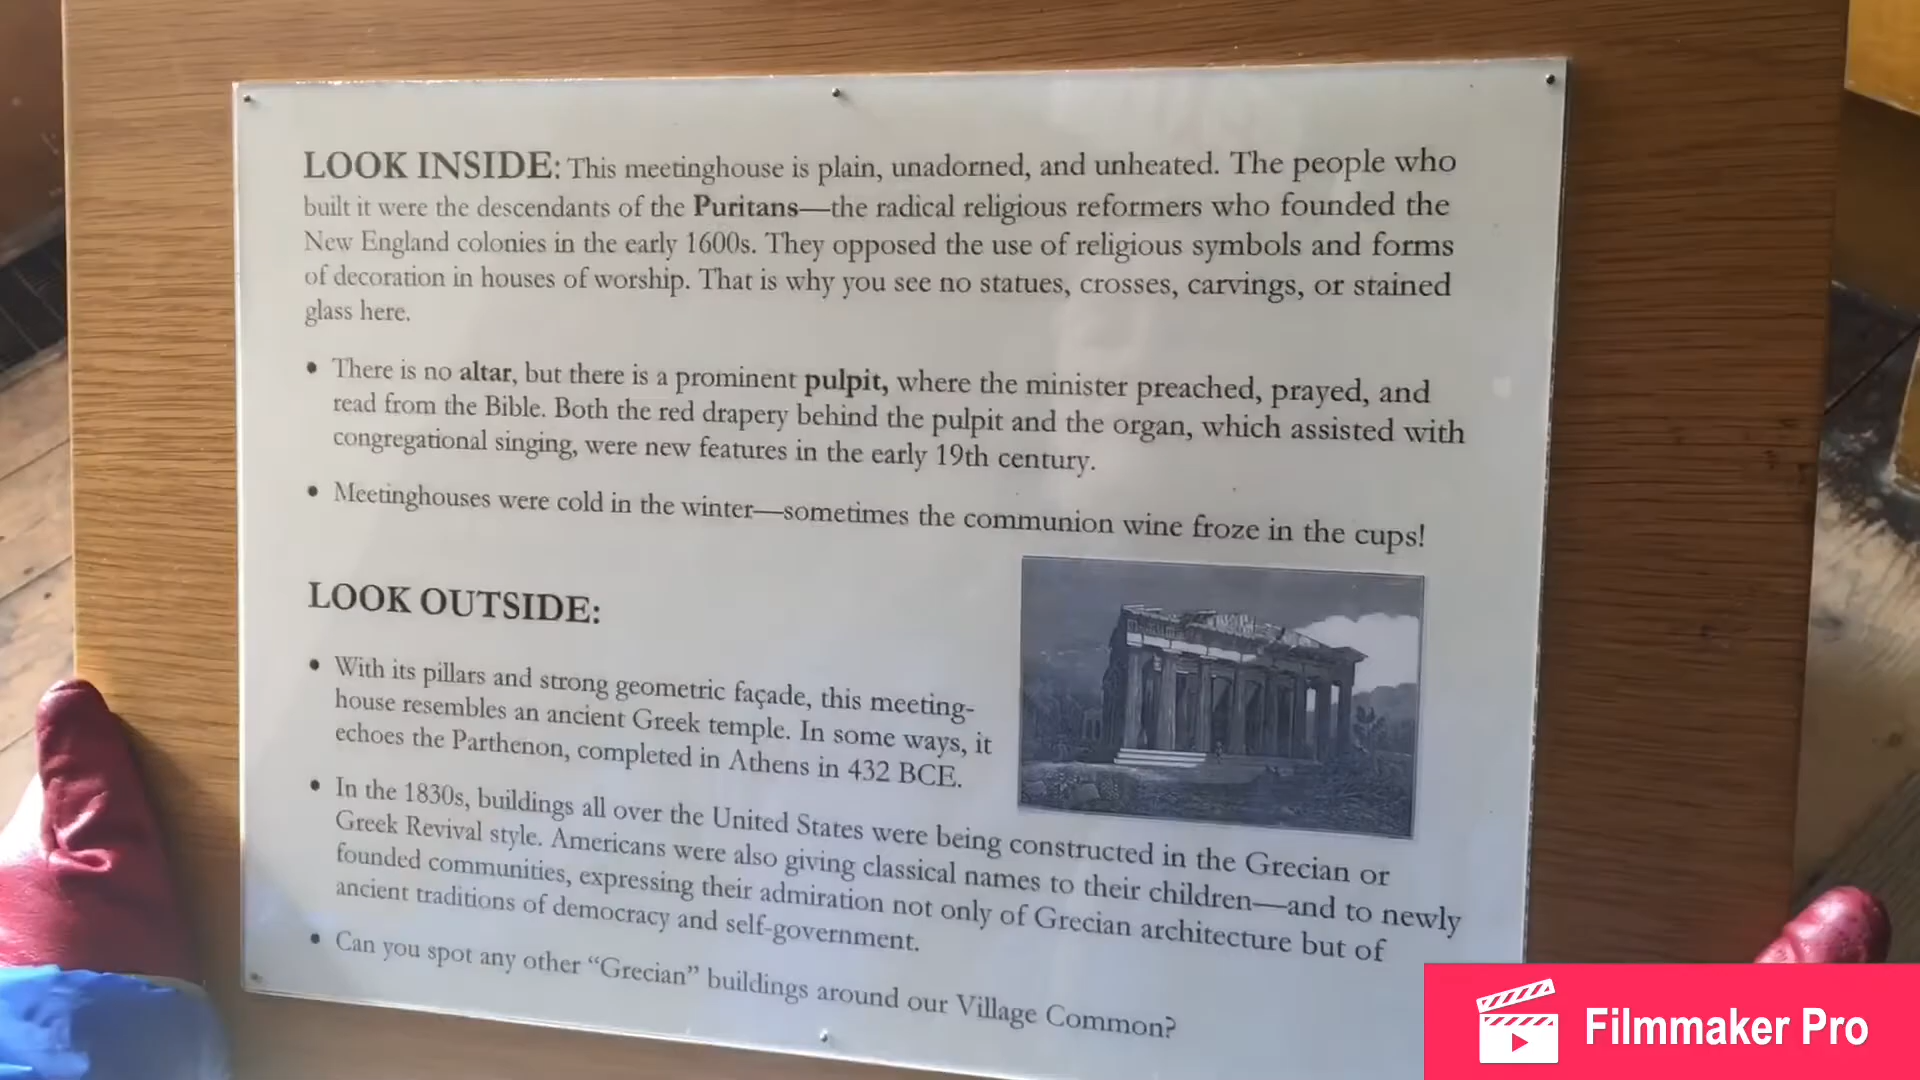 LOOK INSIDE: This meetinghouse is plain, unadorned, and unheated. The people who
built it were the descendants of the Puritans—the radical religious reformers who founded the
New England colonies in the early 1600s. They opposed the use of religious symbols and forms
of decoration in houses of worship. That is why you see no statues, crosses, carvings, or stained
glass here.
• There is no altar, but there is a prominent pulpit, where the minister preached, prayed, and
read from the Bible. Both the red drapery behind the pulpit and the organ, which assisted with
congregational singing, were new features in the early 19th century.
• Meetinghouses were cold in the winter—sometimes the communion wine froze in the cups!
LOOK OUTSIDE:
• With its pillars and strong geometric façade, this meeting-
house resembles an ancient Greek temple. In some ways, it
echoes the Parthenon, completed in Athens in 432 BCE.
• In the 1830s, buildings all over the United States were being constructed in the Grecian or
Greek Revival style. Americans were also giving classical names to their children—and to newly
founded communities, expressing their admiration not only of Grecian architecture but of
ancient traditions of democracy and self-government.
• Can you spot any other “Grecian” buildings around our Village Common?
Filmmaker Pro